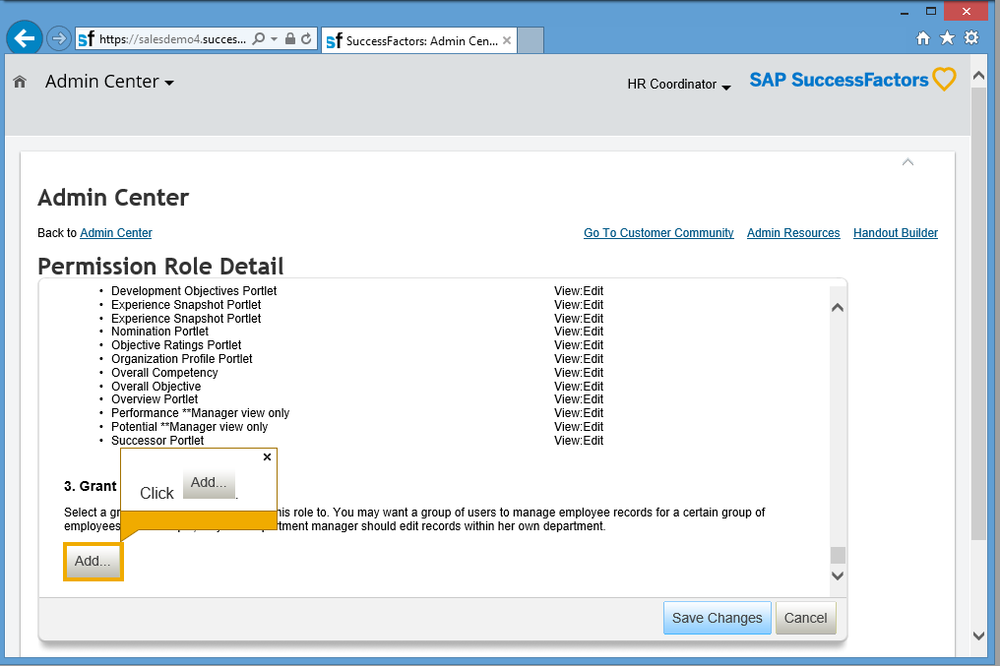 https://salesdemo4.succes...
SuccessFactors: Admin Cen...
Admin Center
HR Coordinator
SAP SuccessFactors
Admin Center
Back to Admin Center
Go To Customer Community Admin Resources Handout Builder
Permission Role Detail
• Development Objectives Portlet View:Edit
• Experience Snapshot Portlet View:Edit
• Experience Snapshot Portlet View:Edit
• Nomination Portlet View:Edit
• Objective Ratings Portlet View:Edit
• Organization Profile Portlet View:Edit
• Overall Competency View:Edit
• Overall Objective View:Edit
• Overview Portlet View:Edit
• Performance **Manager view only View:Edit
• Potential **Manager view only View:Edit
• Successor Portlet View:Edit
3. Grant
Click Add... .
Select a gr his role to. You may want a group of users to manage employee records for a certain group of
employees rtment manager should edit records within her own department.
Add...
Save Changes Cancel